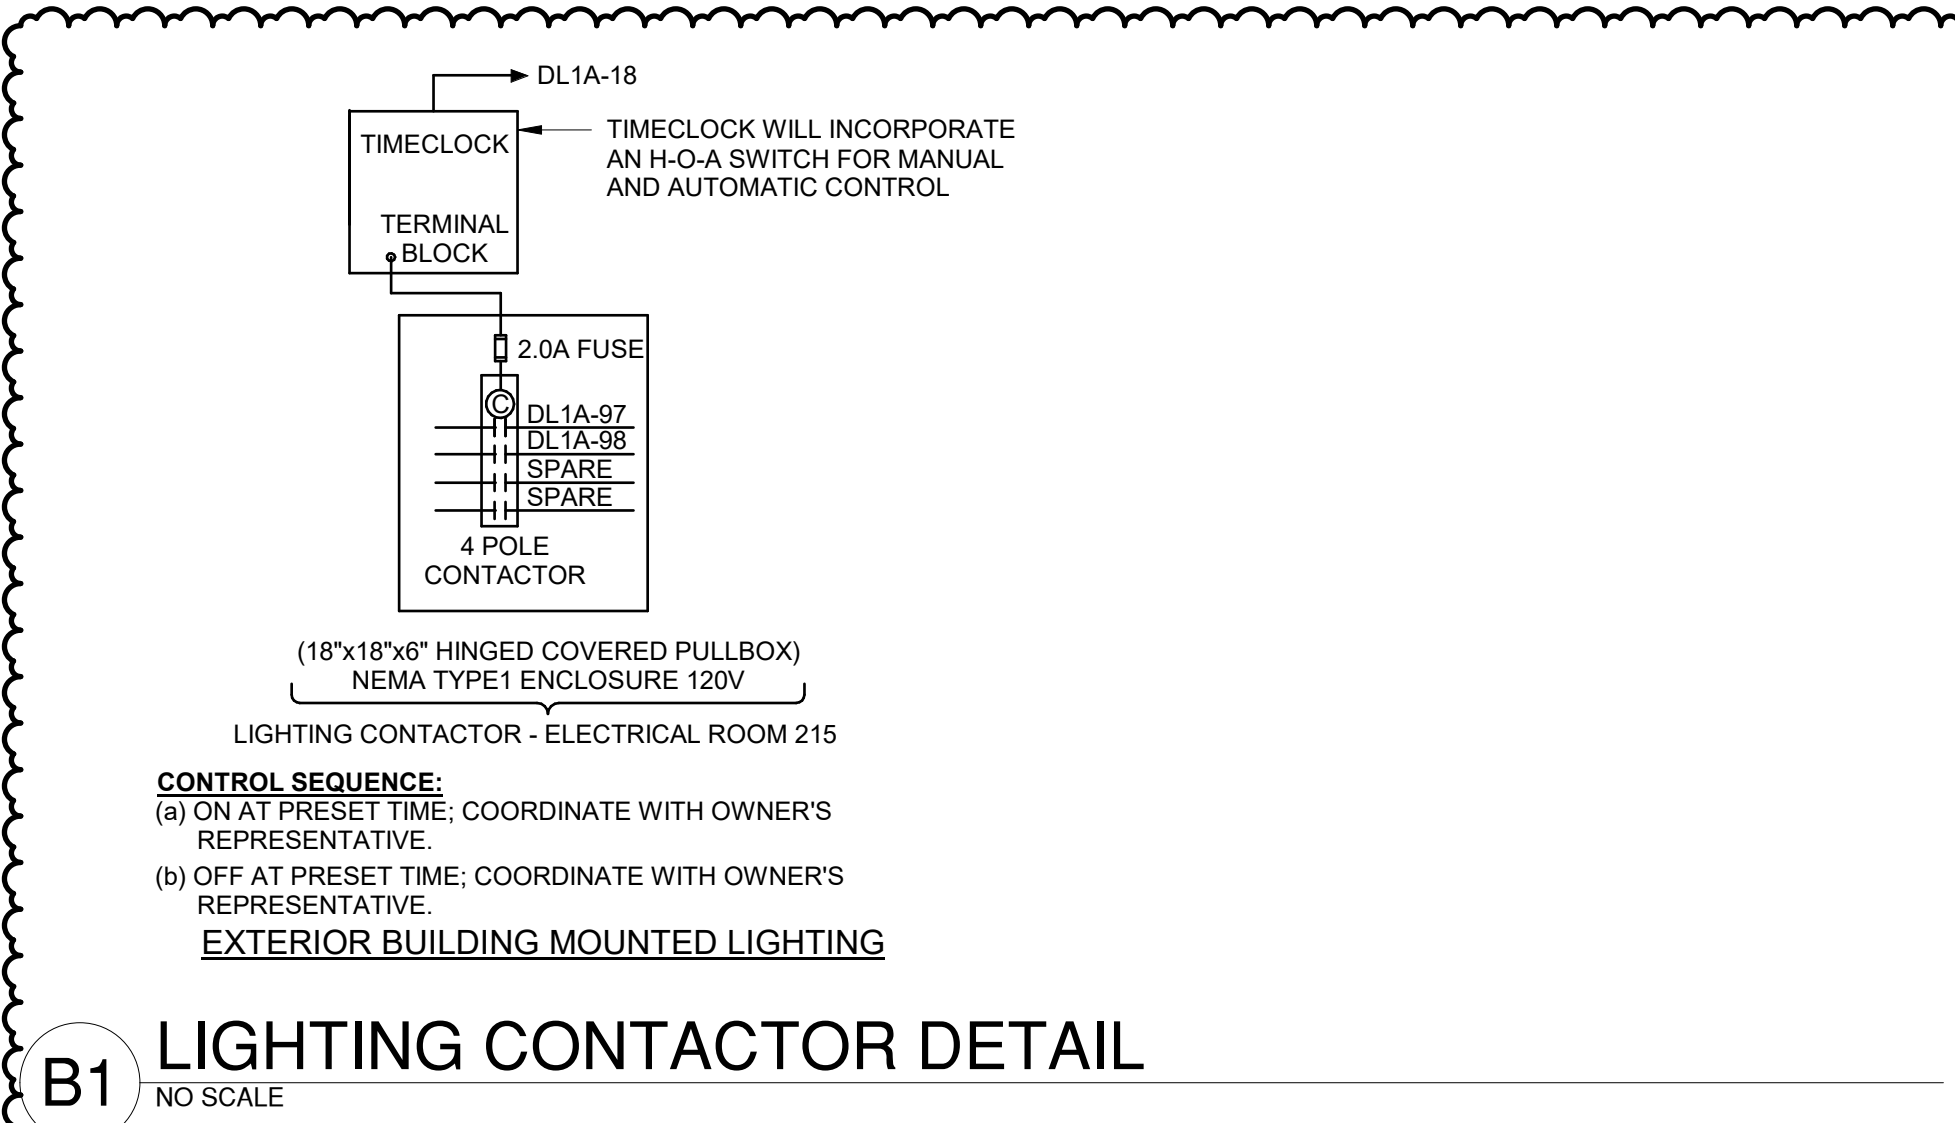 DL1A-18
TIMECLOCK
TIMECLOCK WILL INCORPORATE
AN H-O-A SWITCH FOR MANUAL
AND AUTOMATIC CONTROL
TERMINAL
BLOCK
2.0A FUSE
C
DL1A-97
DL1A-98
SPARE
SPARE
4 POLE
CONTACTOR
(18"x18"x6" HINGED COVERED PULLBOX)
NEMA TYPE1 ENCLOSURE 120V
LIGHTING CONTACTOR - ELECTRICAL ROOM 215
CONTROL SEQUENCE:
(a) ON AT PRESET TIME; COORDINATE WITH OWNER'S
REPRESENTATIVE.
(b) OFF AT PRESET TIME; COORDINATE WITH OWNER'S
REPRESENTATIVE.
EXTERIOR BUILDING MOUNTED LIGHTING
B1
LIGHTING CONTACTOR DETAIL
NO SCALE